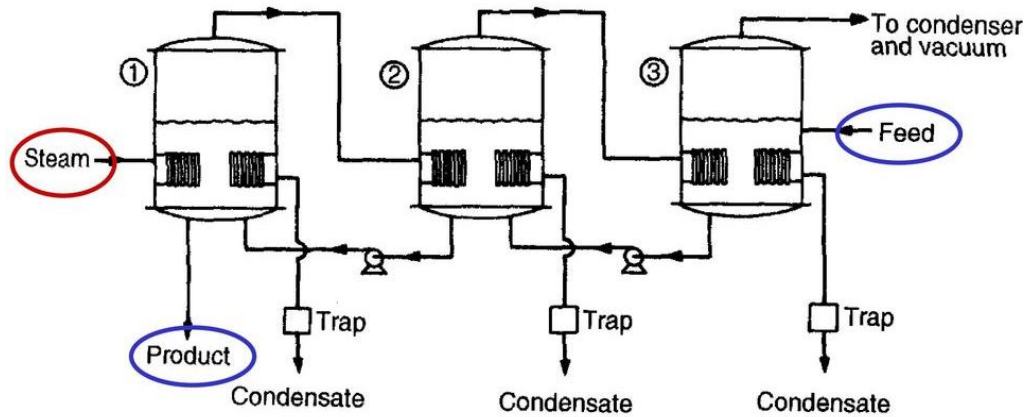 To condenser
and vacuum
①
②
③
Steam
Feed
Trap
Trap
Trap
Product
Condensate
Condensate
Condensate